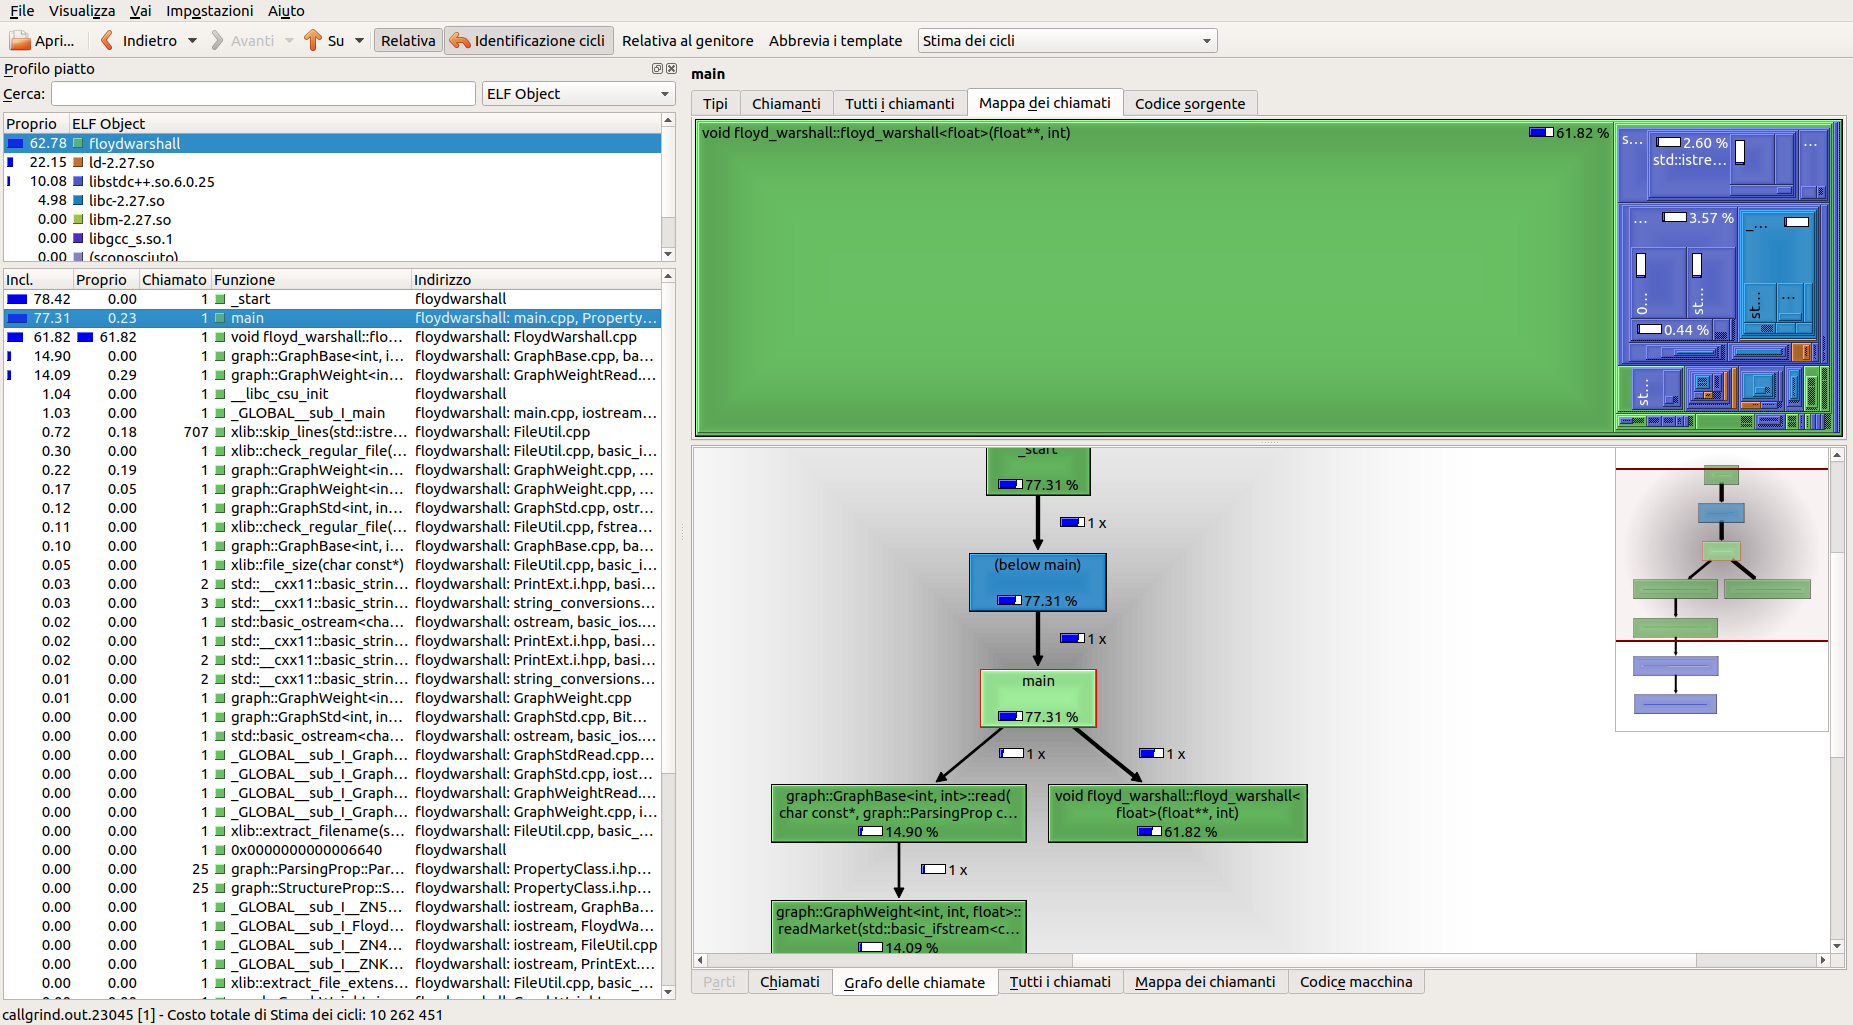 File Visualizza Vai Impostazioni Aiuto
Apri... Indietro Avanti Su Relativa Identificazione cicli Relativa al genitore Abbrevia i template Stima dei cicli
Profilo piatto
Cerca: ELF Object
Proprio ELF Object
62.78 floydwarshall
22.15 ld-2.27.so
10.08 libstdc++.so.6.0.25
4.98 libc-2.27.so
0.00 libm-2.27.so
0.00 libgcc_s.so.1
0.00 (sconosciuto)
Incl. Proprio Chiamato Funzione Indirizzo
78.42 0.00 1 _start floydwarshall
77.31 0.23 1 main floydwarshall: main.cpp, Property...
61.82 61.82 1 void floyd_warshall::flo... floydwarshall: FloydWarshall.cpp
14.90 0.00 1 graph::GraphBase<int, i... floydwarshall: GraphBase.cpp, ba...
14.09 0.29 1 graph::GraphWeight<in... floydwarshall: GraphWeightRead....
1.04 0.00 1 __libc_csu_init floydwarshall
1.03 0.00 1 _GLOBAL__sub_I_main floydwarshall: main.cpp, iostream...
0.72 0.18 707 xlib::skip_lines(std::istre... floydwarshall: FileUtil.cpp
0.30 0.00 1 xlib::check_regular_file(... floydwarshall: FileUtil.cpp, basic_i...
0.22 0.19 1 graph::GraphWeight<in... floydwarshall: GraphWeight.cpp, ...
0.17 0.05 1 graph::GraphWeight<in... floydwarshall: GraphWeight.cpp, ...
0.12 0.00 1 graph::GraphStd<int, in... floydwarshall: GraphStd.cpp, ostr...
0.11 0.00 1 xlib::check_regular_file(... floydwarshall: FileUtil.cpp, fstrea...
0.10 0.00 1 graph::GraphBase<int, i... floydwarshall: GraphBase.cpp, ba...
0.05 0.00 1 xlib::file_size(char const*) floydwarshall: FileUtil.cpp, basic_i...
0.03 0.00 2 std::__cxx11::basic_strin... floydwarshall: PrintExt.i.hpp, basi...
0.03 0.00 3 std::__cxx11::basic_strin... floydwarshall: string_conversions...
0.02 0.00 1 std::basic_ostream<cha... floydwarshall: ostream, basic_ios....
0.02 0.00 1 std::__cxx11::basic_strin... floydwarshall: PrintExt.i.hpp, basi...
0.02 0.00 2 std::__cxx11::basic_strin... floydwarshall: PrintExt.i.hpp, basi...
0.01 0.00 2 std::__cxx11::basic_strin... floydwarshall: string_conversions...
0.01 0.00 1 graph::GraphWeight<in... floydwarshall: GraphWeight.cpp
0.00 0.00 1 graph::GraphStd<int, in... floydwarshall: GraphStd.cpp, Bit...
0.00 0.00 1 std::basic_ostream<cha... floydwarshall: ostream, basic_ios....
0.00 0.00 1 _GLOBAL__sub_I_Graph... floydwarshall: GraphStdRead.cpp...
0.00 0.00 1 _GLOBAL__sub_I_Graph... floydwarshall: GraphStd.cpp, iost...
0.00 0.00 1 _GLOBAL__sub_I_Graph... floydwarshall: GraphWeightRead....
0.00 0.00 1 _GLOBAL__sub_I_Graph... floydwarshall: GraphWeight.cpp, i...
0.00 0.00 1 xlib::extract_filename(s... floydwarshall: FileUtil.cpp, basic_...
0.00 0.00 1 0x0000000000006640 floydwarshall
0.00 0.00 25 graph::ParsingProp::Par... floydwarshall: PropertyClass.i.hp...
0.00 0.00 25 graph::StructureProp::S... floydwarshall: PropertyClass.i.hp...
0.00 0.00 1 _GLOBAL__sub_I__ZN5... floydwarshall: iostream, GraphBa...
0.00 0.00 1 _GLOBAL__sub_I_Floyd... floydwarshall: iostream, FloydWa...
0.00 0.00 1 _GLOBAL__sub_I__ZN4... floydwarshall: iostream, FileUtil.cpp
0.00 0.00 1 _GLOBAL__sub_I__ZNK... floydwarshall: iostream, PrintExt....
0.00 0.00 1 xlib::extract_file_extens... floydwarshall: FileUtil.cpp, basic_...
main
Tipi Chiamanti Tutti i chiamanti Mappa dei chiamati Codice sorgente
void floyd_warshall::floyd_warshall<float>(float**, int) 61.82 %
s... 2.60 % ...
std::istre...
... 3.57 % _...
0... st... st... ...
0.44 %
st...
_start
77.31 %
1 x
(below main)
77.31 %
1 x
main
77.31 %
1 x 1 x
graph::GraphBase<int, int>::read(
char const*, graph::ParsingProp c...
14.90 %
void floyd_warshall::floyd_warshall<
float>(float**, int)
61.82 %
1 x
graph::GraphWeight<int, int, float>::
readMarket(std::basic_ifstream<c...
14.09 %
Parti Chiamati Grafo delle chiamate Tutti i chiamati Mappa dei chiamanti Codice macchina
callgrind.out.23045 [1] - Costo totale di Stima dei cicli: 10 262 451